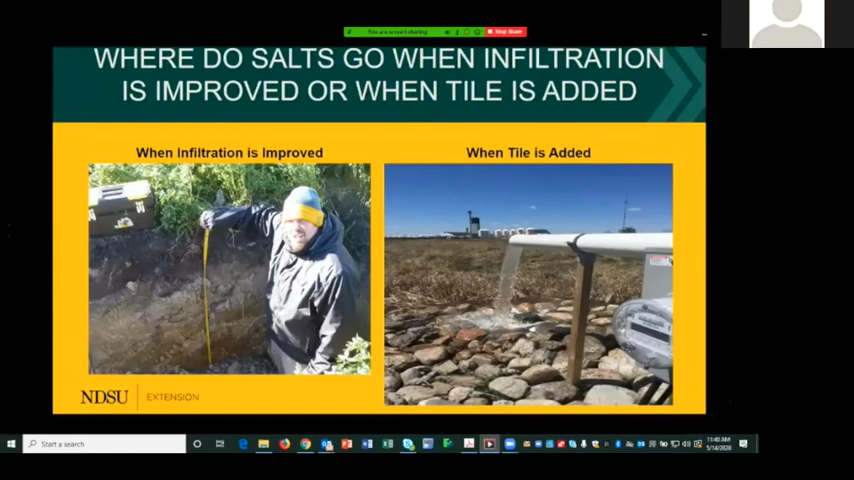 You are screen sharing
Stop Share
WHERE DO SALTS GO WHEN INFILTRATION
IS IMPROVED OR WHEN TILE IS ADDED
When Infiltration is Improved
When Tile is Added
NDSU
EXTENSION
Start a search
11:40 AM
5/14/2020